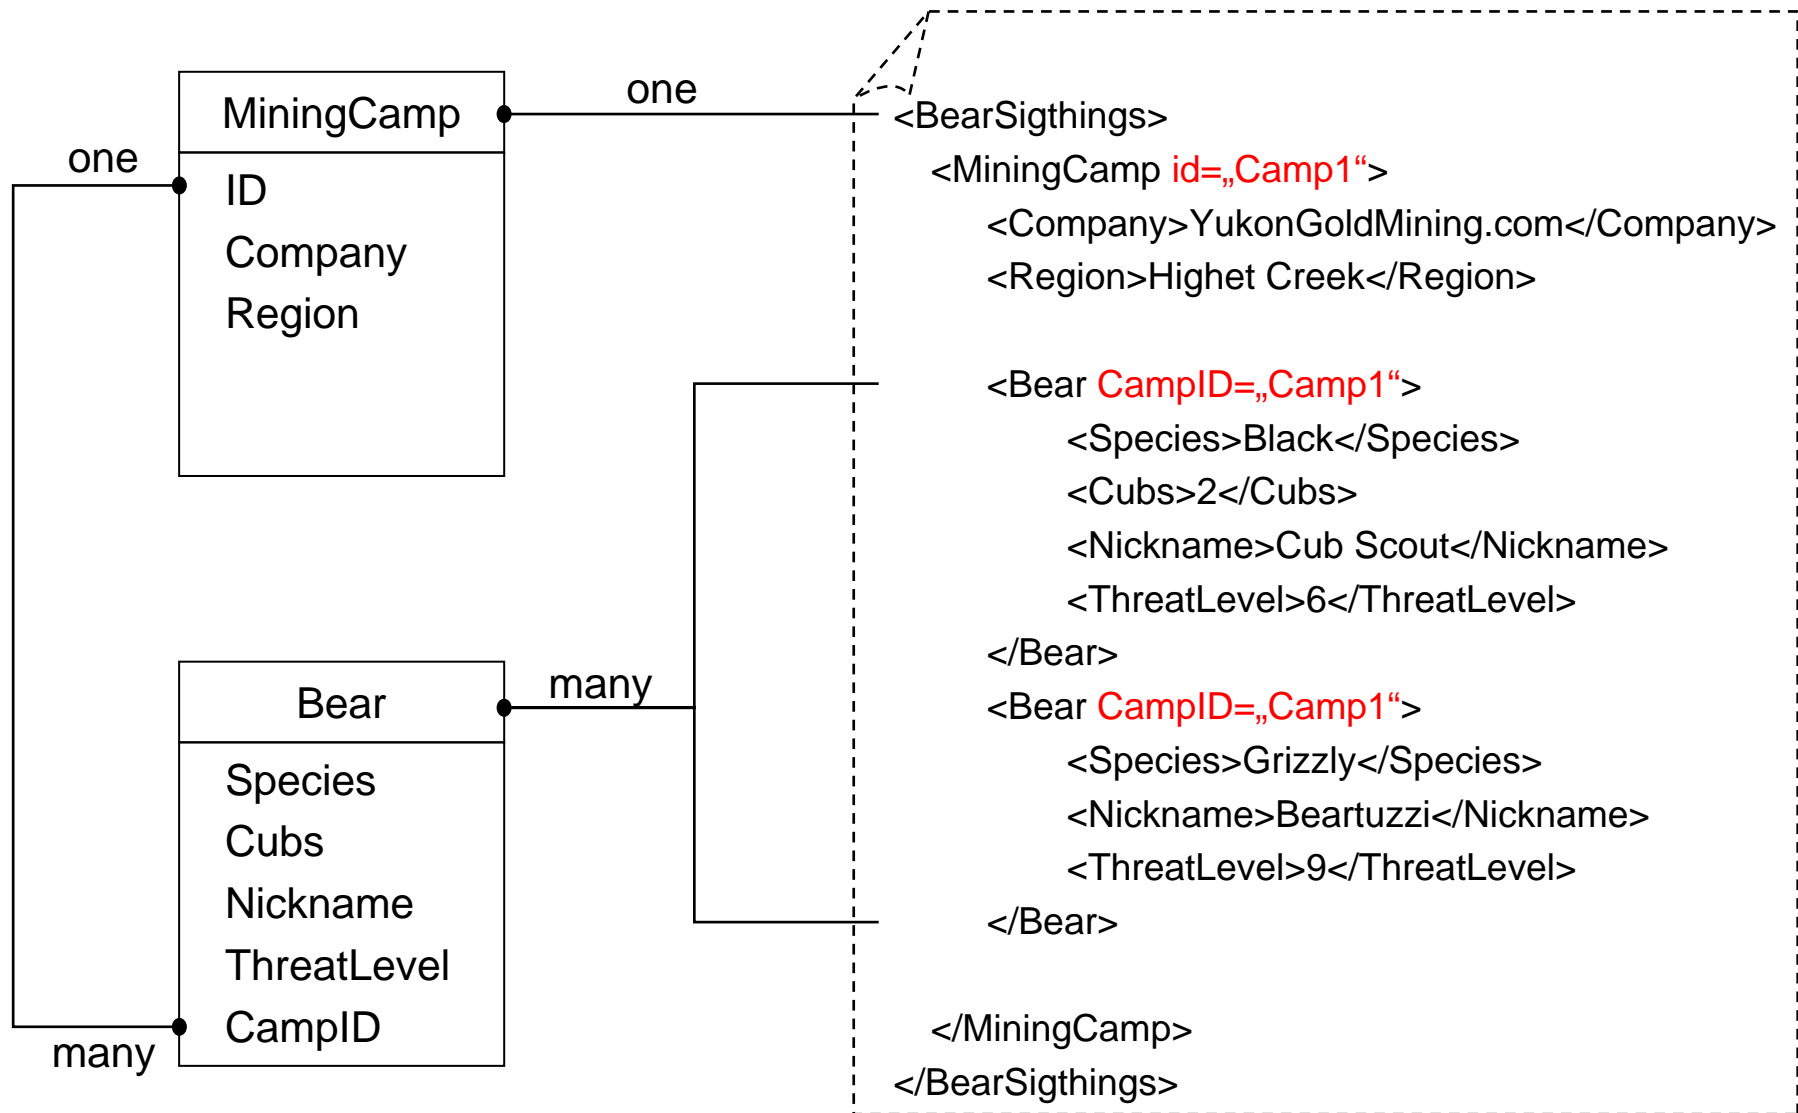 one
MiningCamp
one
ID
Company
Region
many
Bear
many
Species
Cubs
Nickname
ThreatLevel
CampID
<BearSigthings>
<MiningCamp id=„Camp1“>
<Company>YukonGoldMining.com</Company>
<Region>Highet Creek</Region>
<Bear CampID=„Camp1“>
<Species>Black</Species>
<Cubs>2</Cubs>
<Nickname>Cub Scout</Nickname>
<ThreatLevel>6</ThreatLevel>
</Bear>
<Bear CampID=„Camp1“>
<Species>Grizzly</Species>
<Nickname>Beartuzzi</Nickname>
<ThreatLevel>9</ThreatLevel>
</Bear>
</MiningCamp>
</BearSigthings>